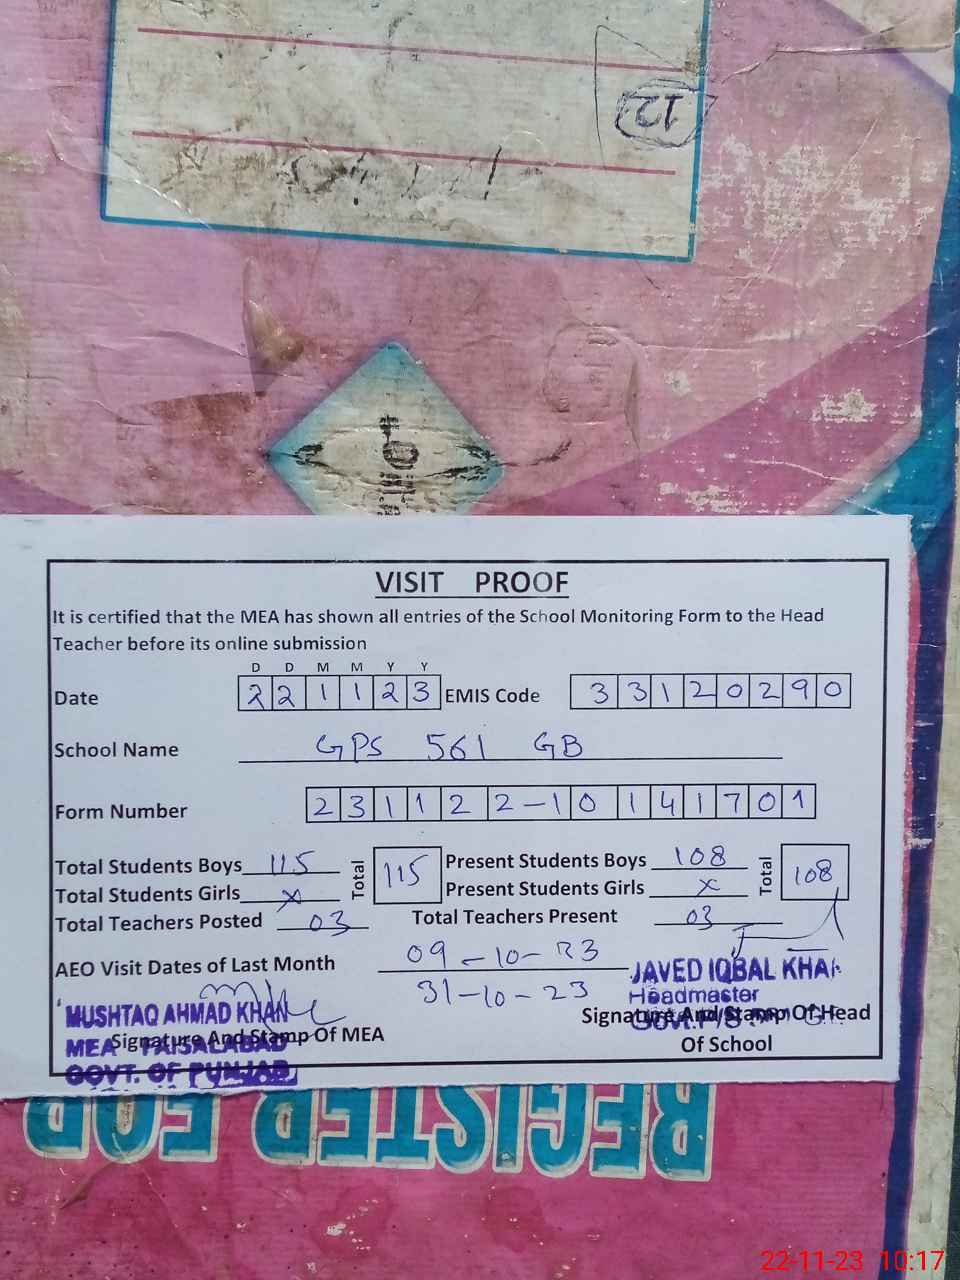 12
VISIT PROOF
It is certified that the MEA has shown all entries of the School Monitoring Form to the Head
Teacher before its online submission
D D M M Y Y
Date 2 2 1 1 2 3 EMIS Code 3 3 1 2 0 2 9 0
School Name GPS 561 GB
Form Number 2 3 1 1 2 2 - 1 0 1 4 1 7 0 1
Total Students Boys 115 Total 115 Present Students Boys 108 Total 108
Total Students Girls x Present Students Girls x
Total Teachers Posted 03 Total Teachers Present 03
AEO Visit Dates of Last Month 09-10-23
31-10-23
JAVED IQBAL KHAN
Headmaster
MUSHTAQ AHMAD KHAN
MEA FAISALABAD
GOVT. OF PUNJAB
Signature And Stamp Of MEA
Signature And Stamp Of Head
Of School
REGISTER FOR
22-11-23 10:17